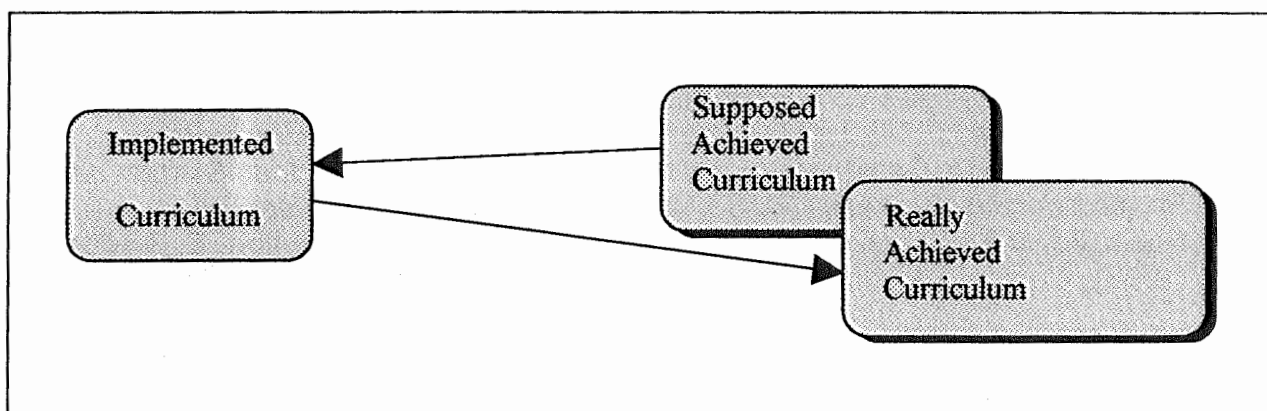 Implemented
Curriculum
Supposed
Achieved
Curriculum
Really
Achieved
Curriculum